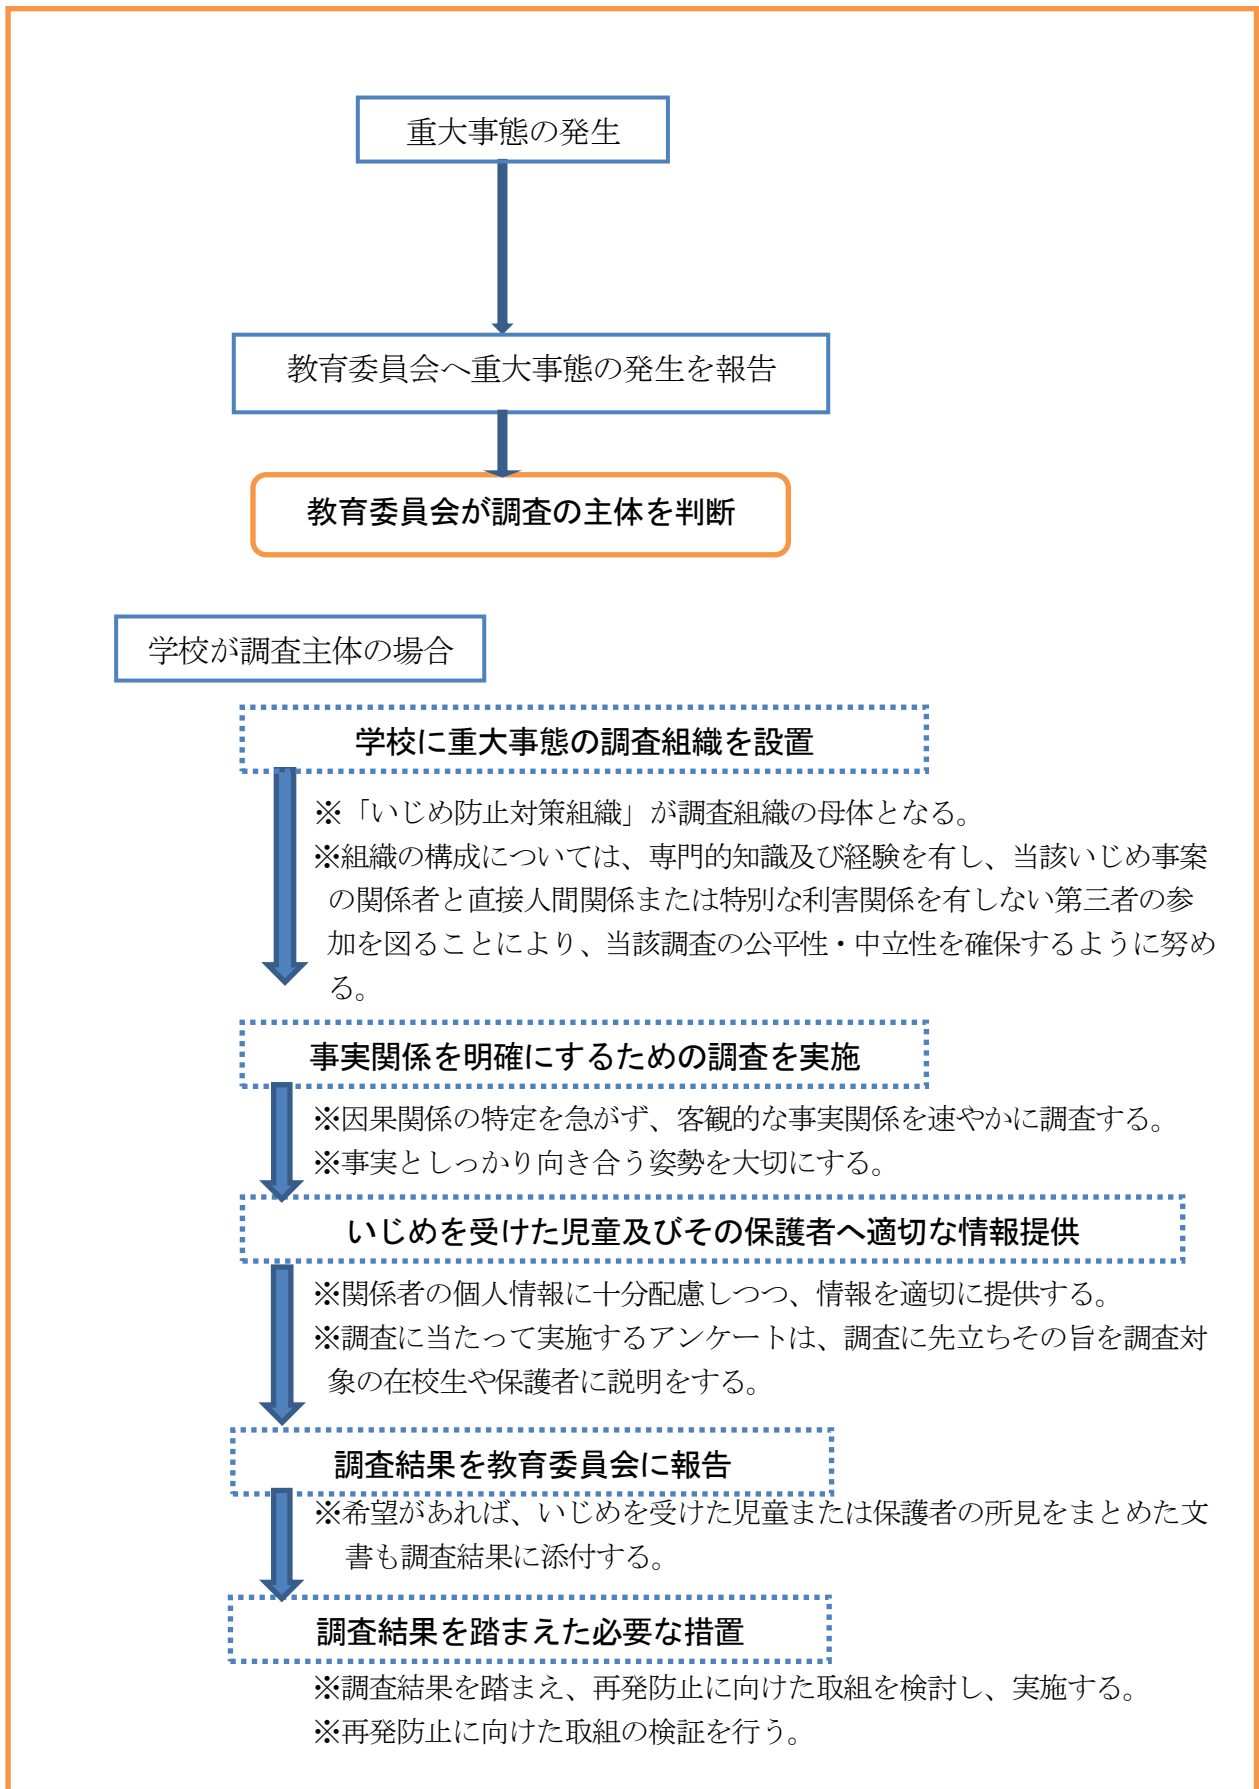 重大事態の発生
教育委員会へ重大事態の発生を報告
教育委員会が調査の主体を判断
学校が調査主体の場合
学校に重大事態の調査組織を設置
※「いじめ防止対策組織」が調査組織の母体となる。
※組織の構成については、専門的知識及び経験を有し、当該いじめ事案
の関係者と直接人間関係または特別な利害関係を有しない第三者の参
加を図ることにより、当該調査の公平性・中立性を確保するように努め
る。
事実関係を明確にするための調査を実施
※因果関係の特定を急がず、客観的な事実関係を速やかに調査する。
※事実としっかり向き合う姿勢を大切にする。
いじめを受けた児童及びその保護者へ適切な情報提供
※関係者の個人情報に十分配慮しつつ、情報を適切に提供する。
※調査に当たって実施するアンケートは、調査に先立ちその旨を調査対
象の在校生や保護者に説明をする。
調査結果を教育委員会に報告
※希望があれば、いじめを受けた児童または保護者の所見をまとめた文
書も調査結果に添付する。
調査結果を踏まえた必要な措置
※調査結果を踏まえ、再発防止に向けた取組を検討し、実施する。
※再発防止に向けた取組の検証を行う。